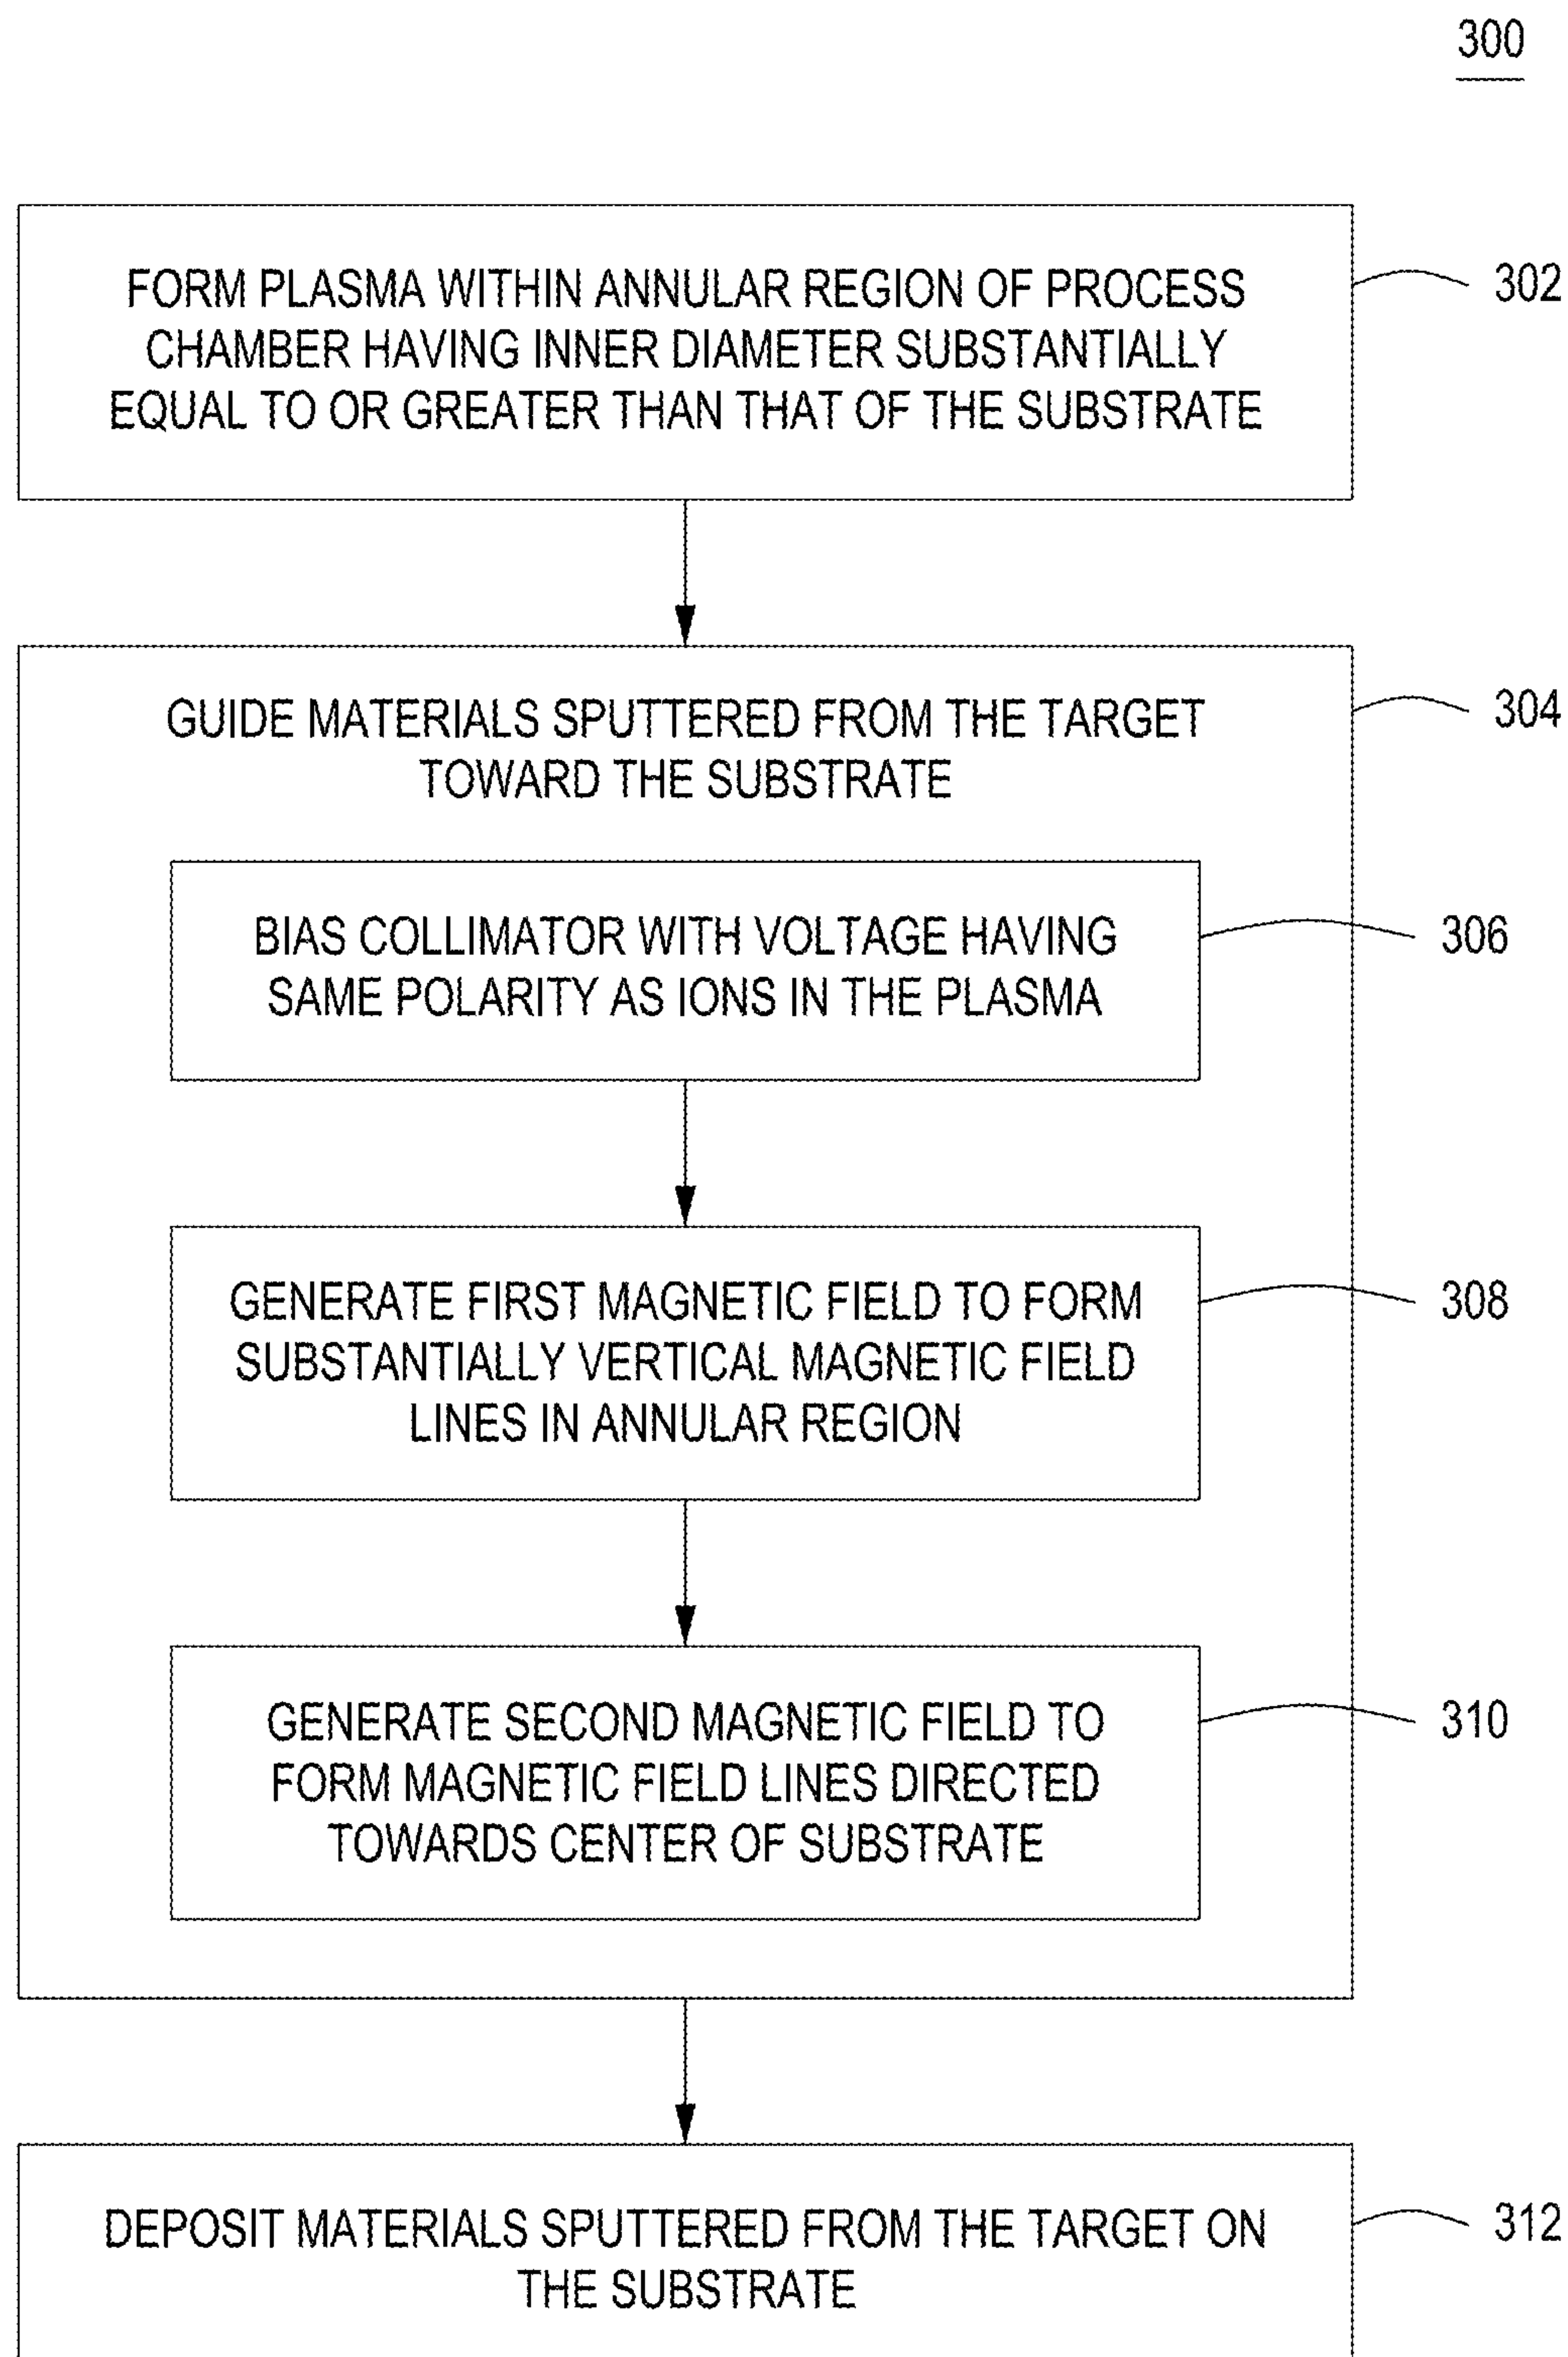 300
FORM PLASMA WITHIN ANNULAR REGION OF PROCESS
CHAMBER HAVING INNER DIAMETER SUBSTANTIALLY
EQUAL TO OR GREATER THAN THAT OF THE SUBSTRATE
302
GUIDE MATERIALS SPUTTERED FROM THE TARGET
TOWARD THE SUBSTRATE
304
BIAS COLLIMATOR WITH VOLTAGE HAVING
SAME POLARITY AS IONS IN THE PLASMA
306
GENERATE FIRST MAGNETIC FIELD TO FORM
SUBSTANTIALLY VERTICAL MAGNETIC FIELD
LINES IN ANNULAR REGION
308
GENERATE SECOND MAGNETIC FIELD TO
FORM MAGNETIC FIELD LINES DIRECTED
TOWARDS CENTER OF SUBSTRATE
310
DEPOSIT MATERIALS SPUTTERED FROM THE TARGET ON
THE SUBSTRATE
312